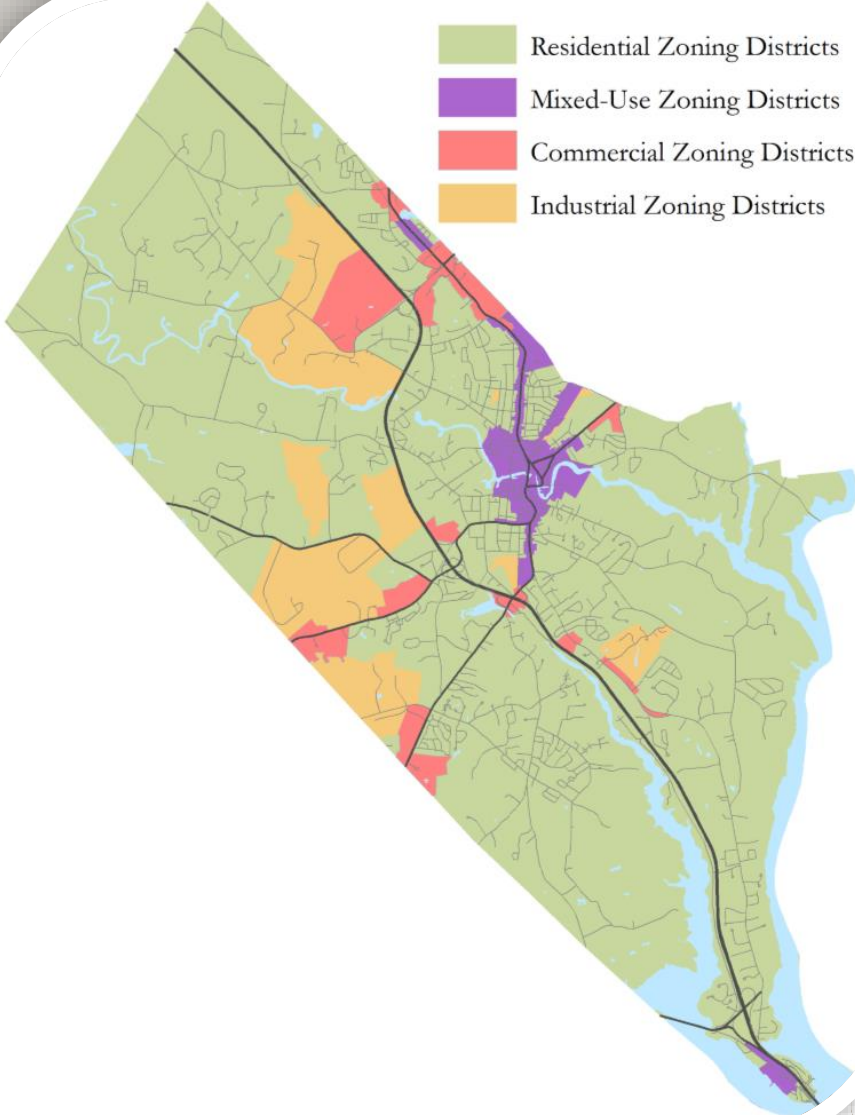 Residential Zoning Districts
Mixed-Use Zoning Districts
Commercial Zoning Districts
Industrial Zoning Districts